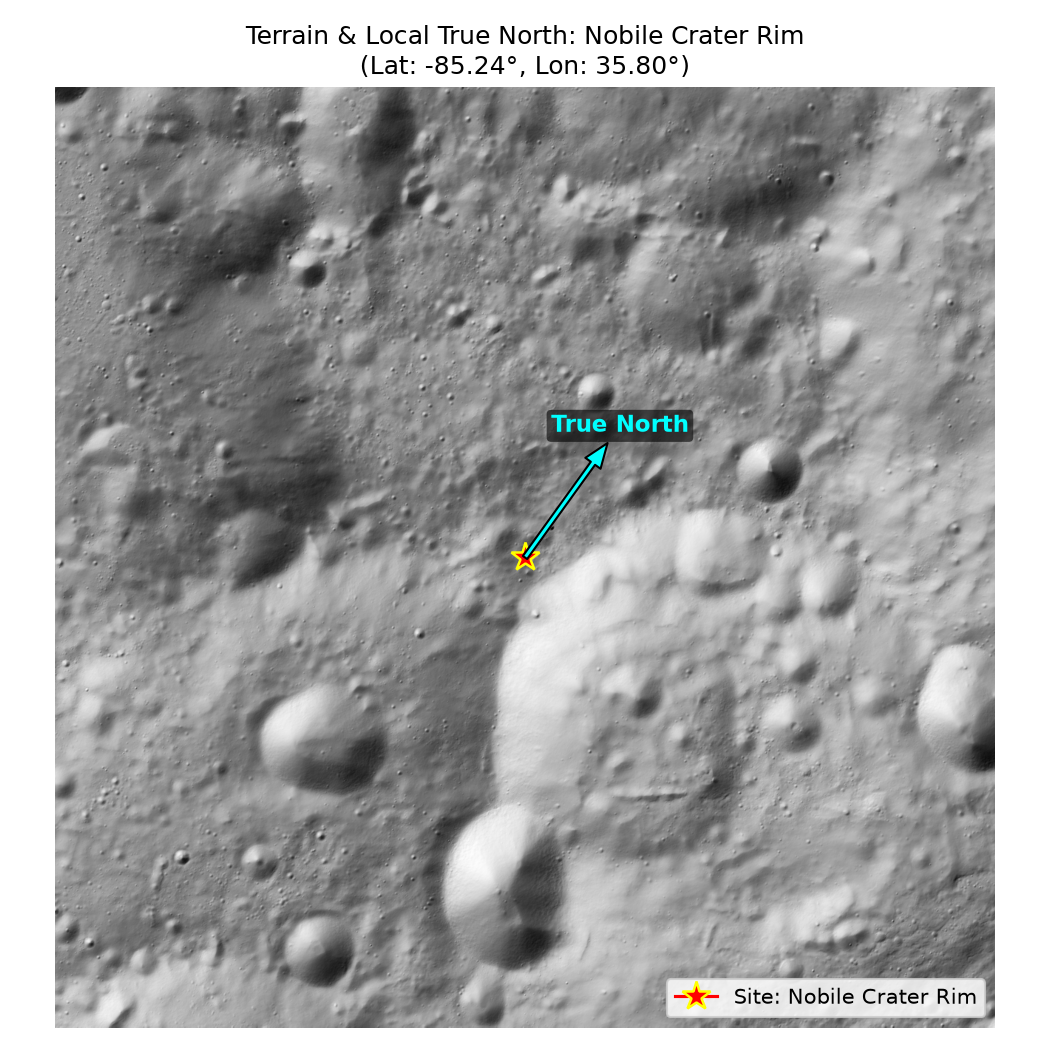 Terrain & Local True North: Nobile Crater Rim
(Lat: -85.24°, Lon: 35.80°)
True North
Site: Nobile Crater Rim